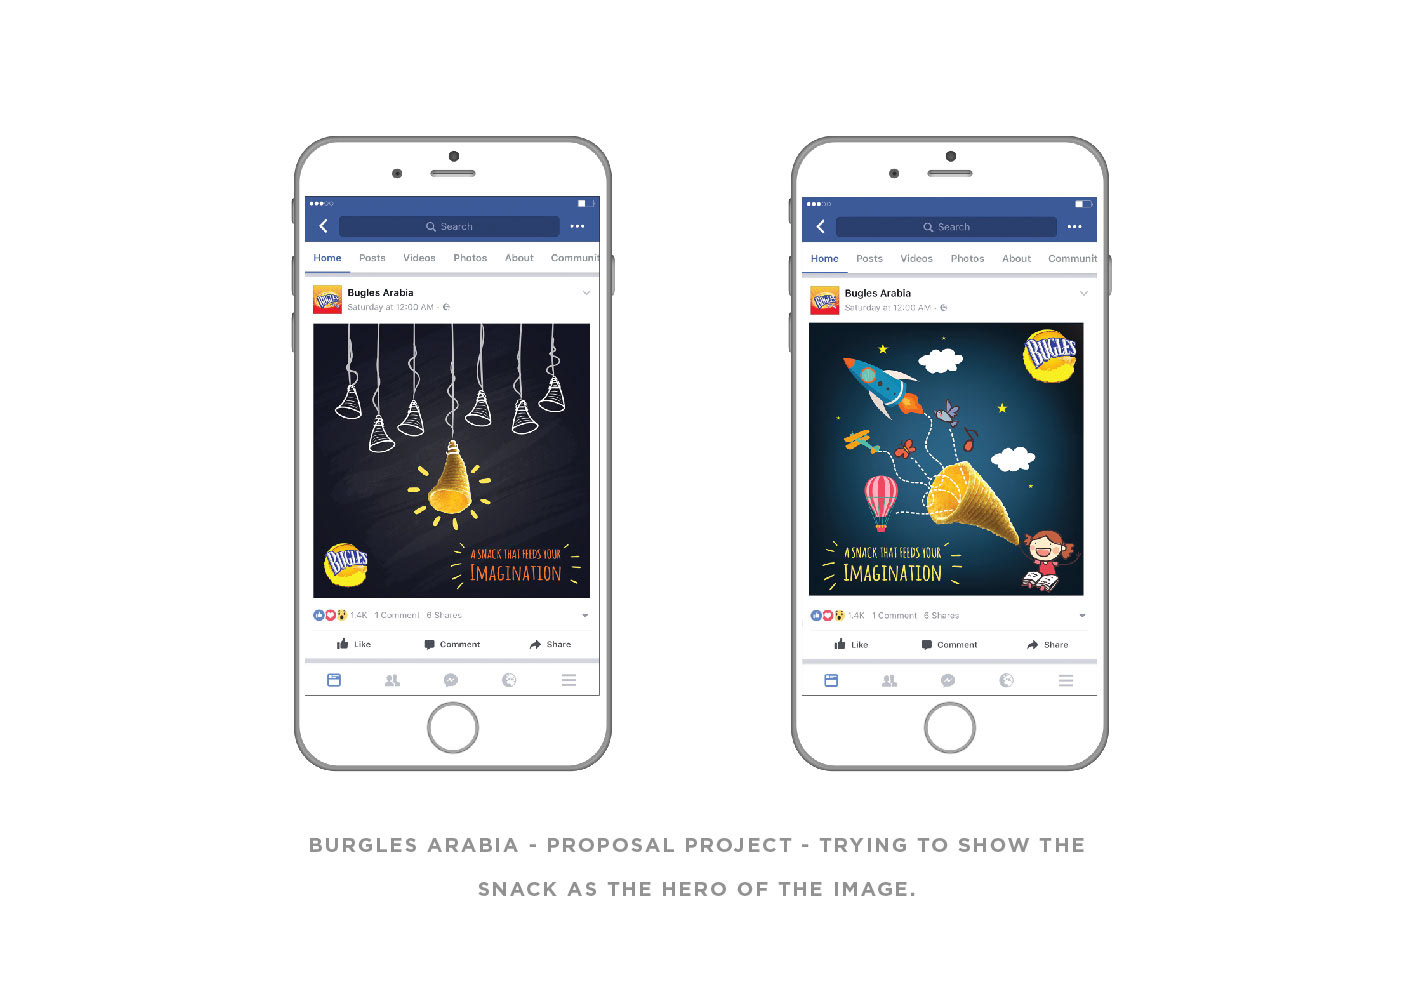 Search
Home Posts Videos Photos About Communit
Bugles Arabia
Saturday at 12:00 AM ·
BUGLES
A SNACK THAT FEEDS YOUR
IMAGINATION
1.4K · 1 Comment · 6 Shares
Like Comment Share
Search
Home Posts Videos Photos About Communit
Bugles Arabia
Saturday at 12:00 AM ·
BUGLES
A SNACK THAT FEEDS YOUR
IMAGINATION
1.4K · 1 Comment · 6 Shares
Like Comment Share
BURGLES ARABIA - PROPOSAL PROJECT - TRYING TO SHOW THE
SNACK AS THE HERO OF THE IMAGE.